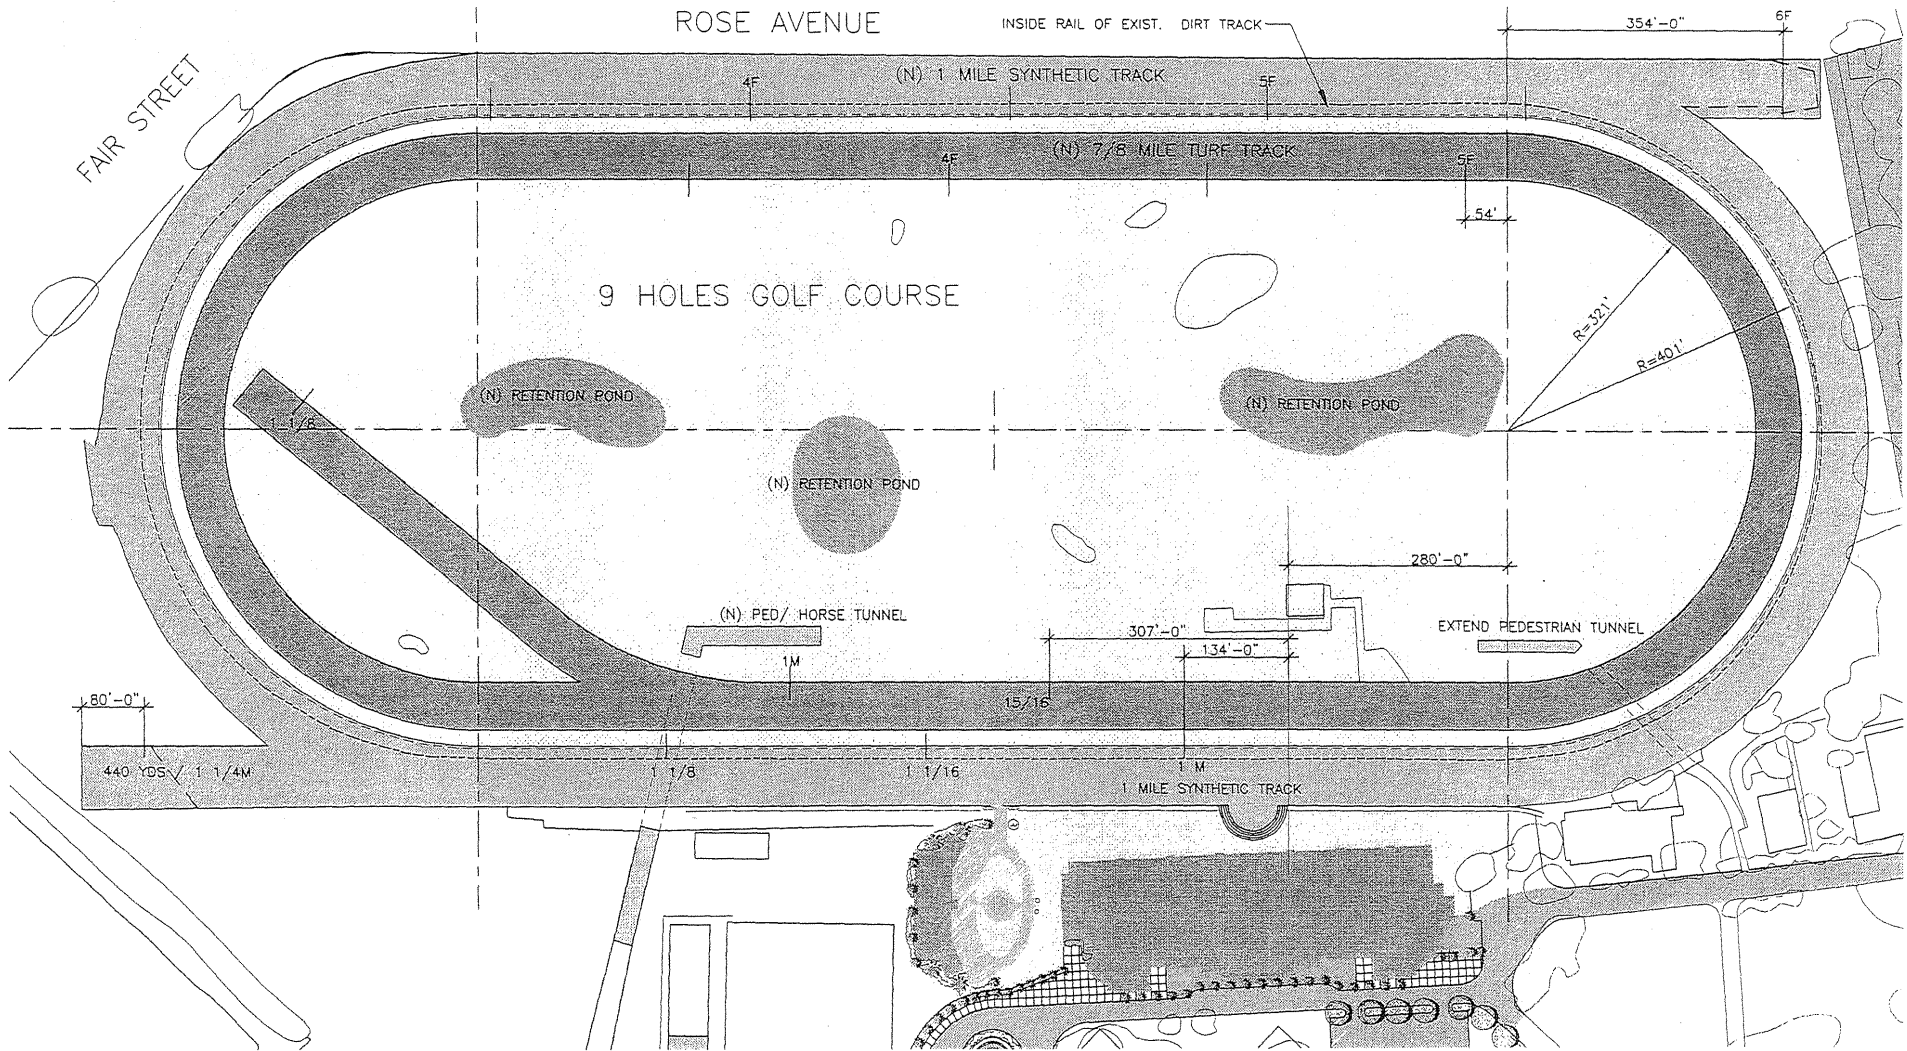 ROSE AVENUE
INSIDE RAIL OF EXIST. DIRT TRACK
354'-0"
6F
FAIR STREET
4F
(N) 1 MILE SYNTHETIC TRACK
5F
4F
(N) 7/8 MILE TURF TRACK
5F
54'
9 HOLES GOLF COURSE
R=321'
R=401'
(N) RETENTION POND
(N) RETENTION POND
1-1/8
(N) RETENTION POND
280'-0"
(N) PED/ HORSE TUNNEL
307'-0"
EXTEND PEDESTRIAN TUNNEL
134'-0"
1M
80'-0"
15/16
440 YDS / 1 1/4M
1 1/8
1 1/16
1 M
1 MILE SYNTHETIC TRACK